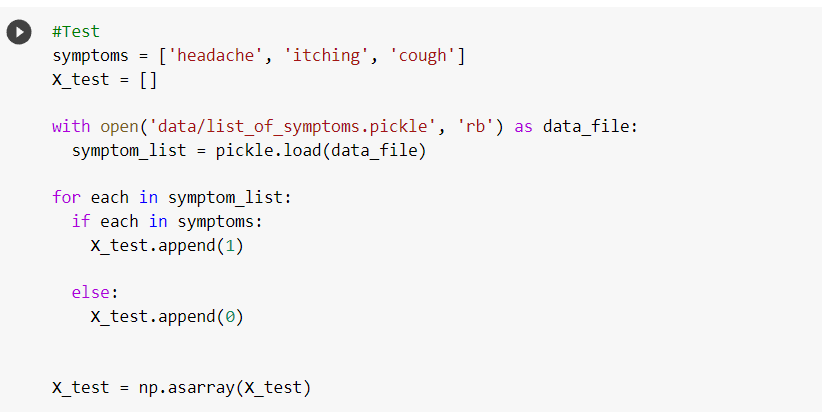 #Test
symptoms = ['headache', 'itching', 'cough']
X_test = []
with open('data/list_of_symptoms.pickle', 'rb') as data_file:
  symptom_list = pickle.load(data_file)
for each in symptom_list:
  if each in symptoms:
    X_test.append(1)
  else:
    X_test.append(0)
X_test = np.asarray(X_test)